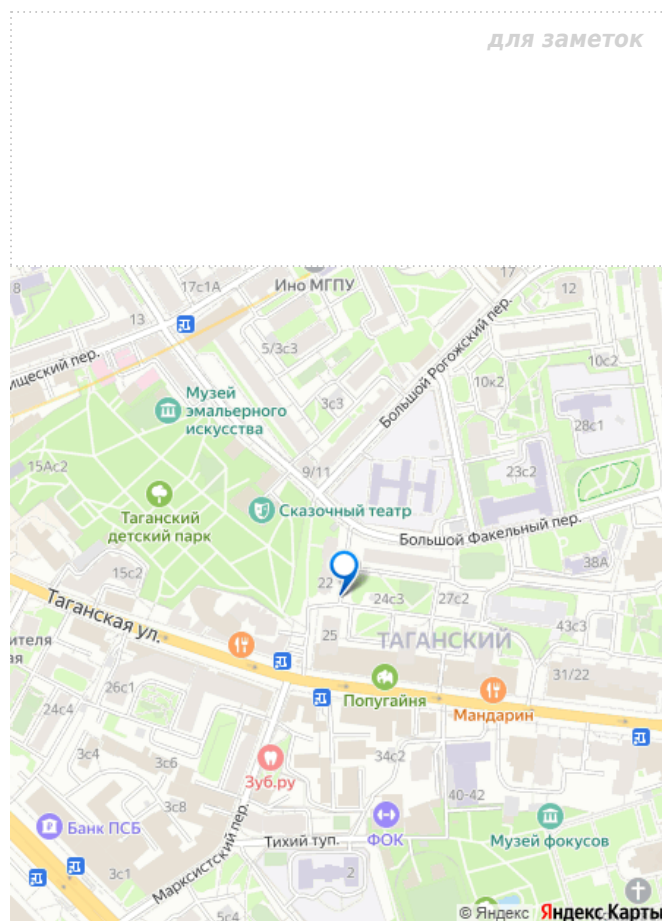 для заметок
17
8
17с1А
Ино МГПУ
12
13
5/3с3
Большой Рогожский пер.
10с2
ищеский пер.
10к2
Музей
эмальерного
искусства
3с3
28с1
15Ас2
9/11
23с2
Сказочный театр
Таганский
детский парк
Большой Факельный пер.
38А
15с2
22
24с3
27с2
Таганская ул.
43с3
25
ТАГАНСКИЙ
ителя
ая
31/22
26с1
Попугайня
24с4
Мандарин
3с4
3с6
34с2
Зуб.ру
40-42
3с8
Банк ПСБ
ФОК
Музей фокусов
Тихий туп.
Марксистский пер.
3с1
2
5с4
© Яндекс Яндекс Карты